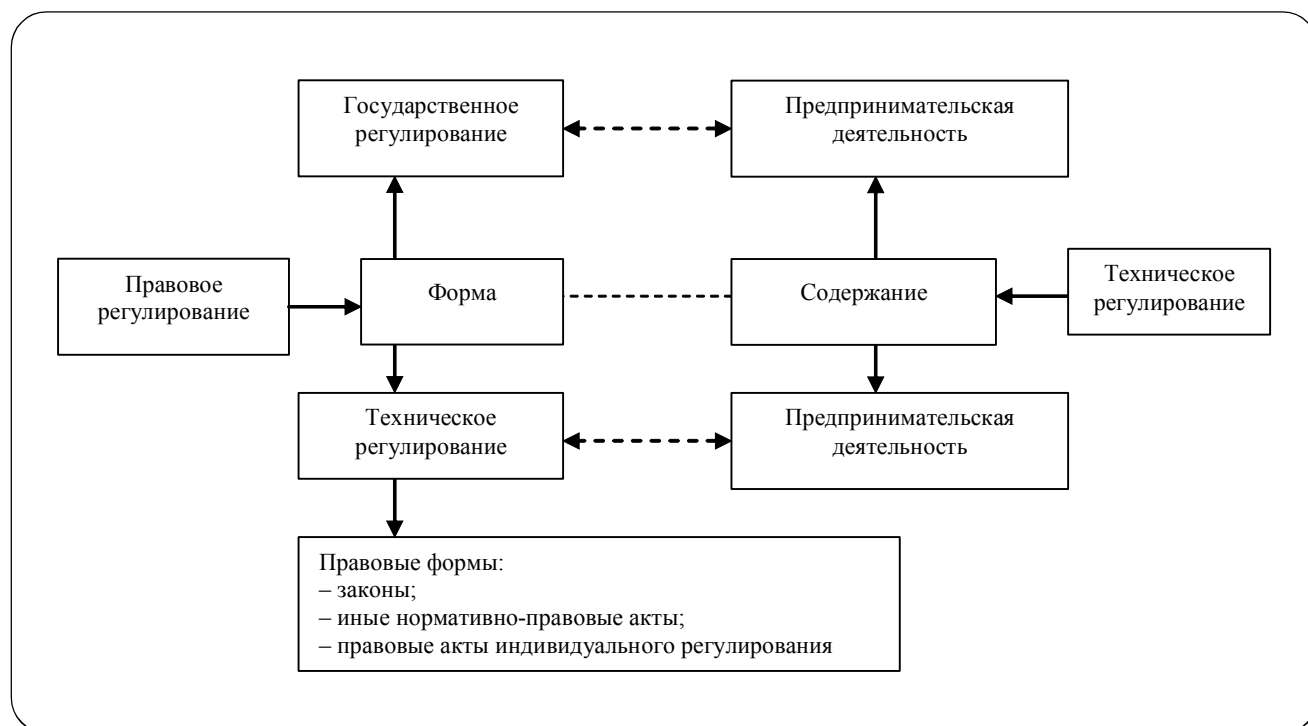 Государственное
регулирование
Предпринимательская
деятельность
Правовое
регулирование
Форма
Содержание
Техническое
регулирование
Техническое
регулирование
Предпринимательская
деятельность
Правовые формы:
– законы;
– иные нормативно-правовые акты;
– правовые акты индивидуального регулирования